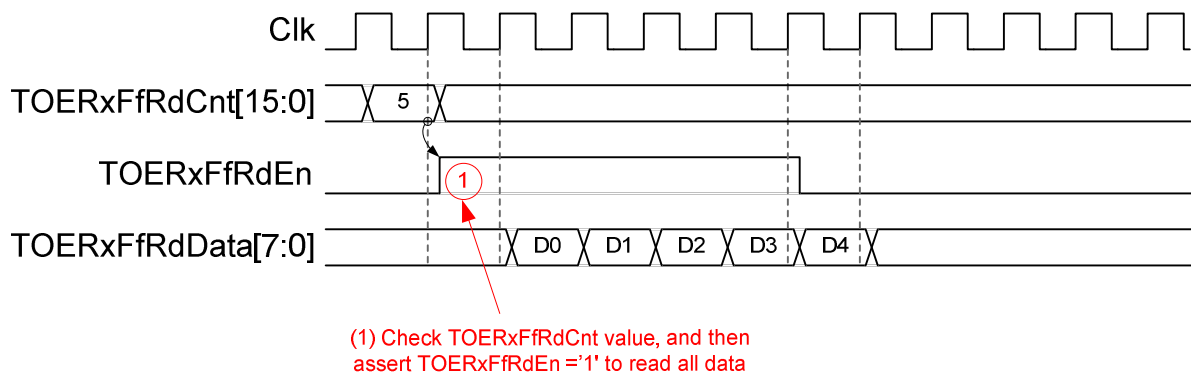 Clk
TOERxFfRdCnt[15:0]
5
TOERxFfRdEn
1
TOERxFfRdData[7:0]
D0 D1 D2 D3 D4
(1) Check TOERxFfRdCnt value, and then
assert TOERxFfRdEn ='1' to read all data